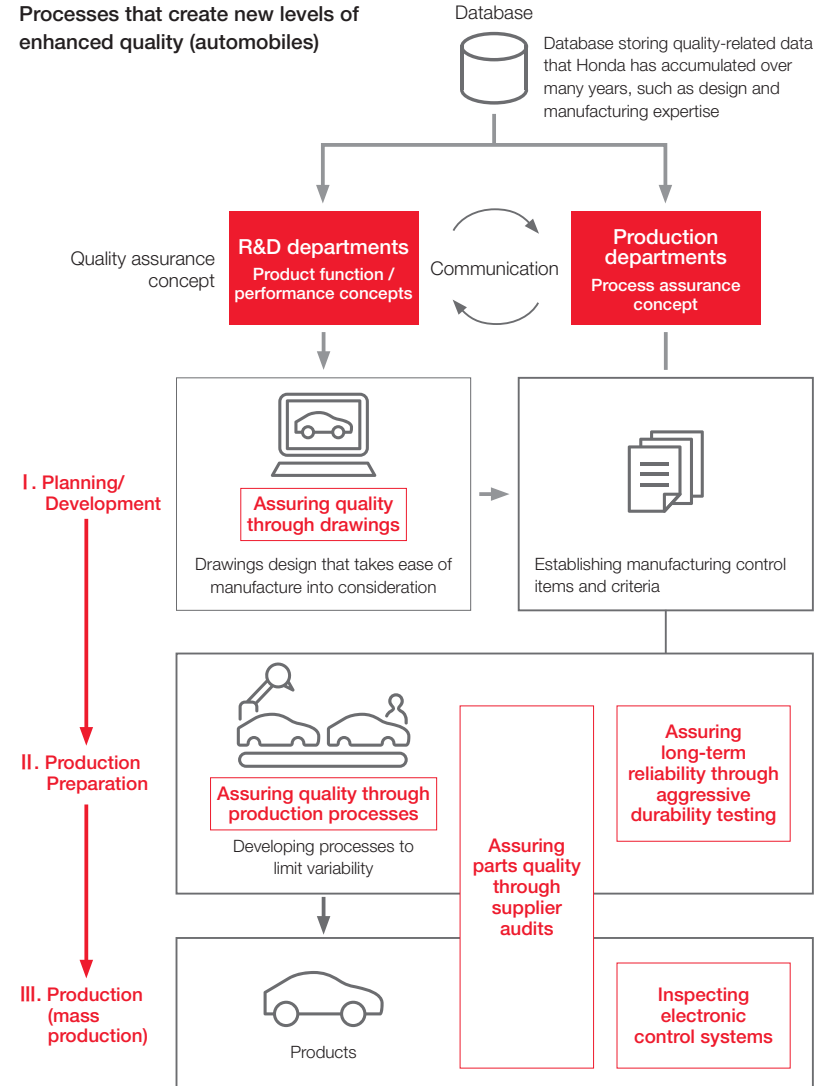 Processes that create new levels of
enhanced quality (automobiles)
Database
Database storing quality-related data
that Honda has accumulated over
many years, such as design and
manufacturing expertise
Quality assurance
concept
R&D departments
Product function /
performance concepts
Communication
Production
departments
Process assurance
concept
I. Planning/
Development
Assuring quality
through drawings
Drawings design that takes ease of
manufacture into consideration
Establishing manufacturing control
items and criteria
II. Production
Preparation
Assuring quality through
production processes
Developing processes to
limit variability
Assuring
parts quality
through
supplier
audits
Assuring
long-term
reliability through
aggressive
durability testing
III. Production
(mass
production)
Products
Inspecting
electronic
control systems